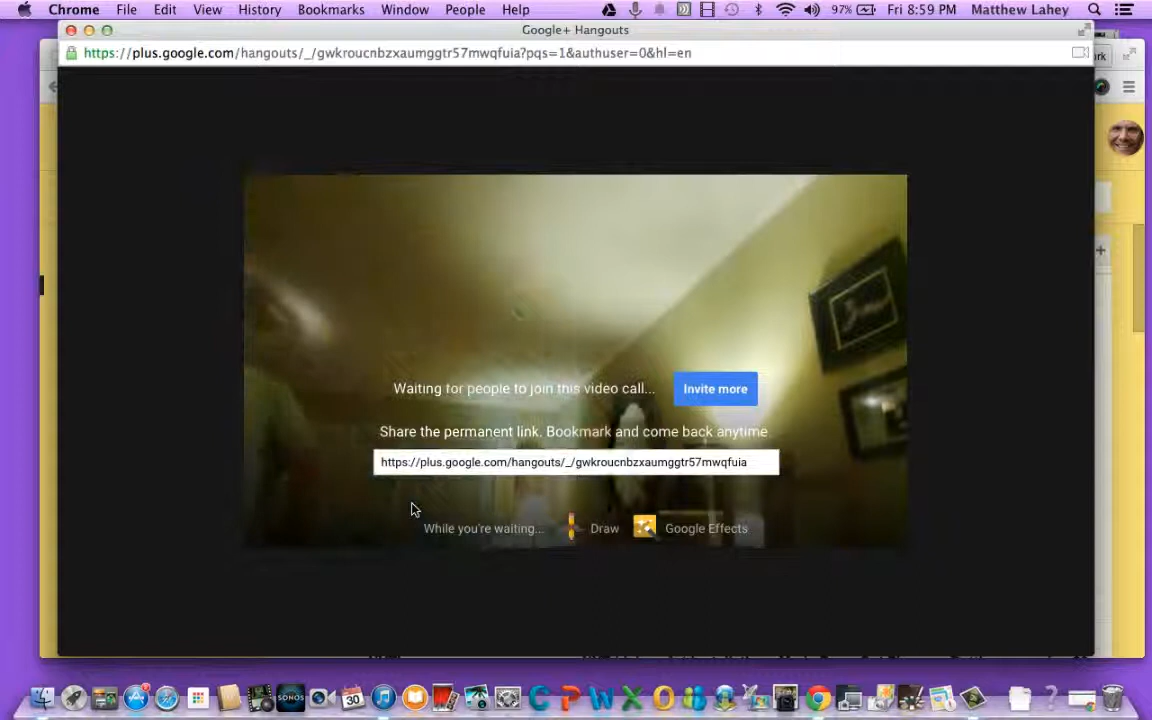 Chrome File Edit View History Bookmarks Window People Help 97% Fri 8:59 PM Matthew Lahey
Google+ Hangouts
https://plus.google.com/hangouts/_/gwkroucnbzxaumggtr57mwqfuia?pqs=1&authuser=0&hl=en
Waiting for people to join this video call... Invite more
Share the permanent link. Bookmark and come back anytime
https://plus.google.com/hangouts/_/gwkroucnbzxaumggtr57mwqfuia
While you're waiting... Draw Google Effects
SONOS 30